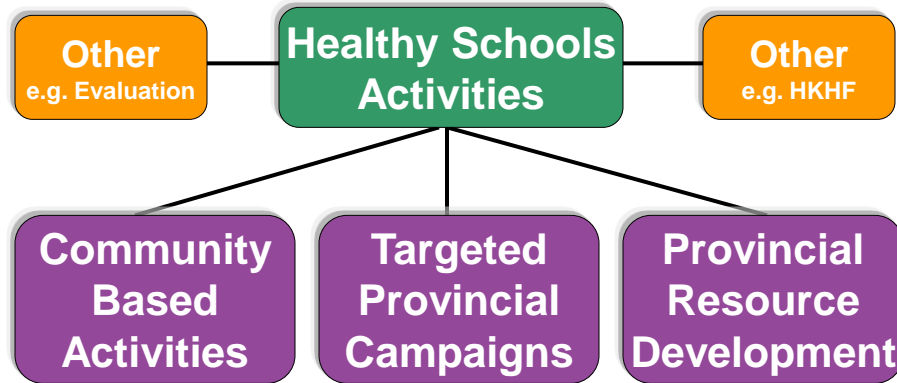 Other
e.g. Evaluation
Healthy Schools
Activities
Other
e.g. HKHF
Community
Based
Activities
Targeted
Provincial
Campaigns
Provincial
Resource
Development